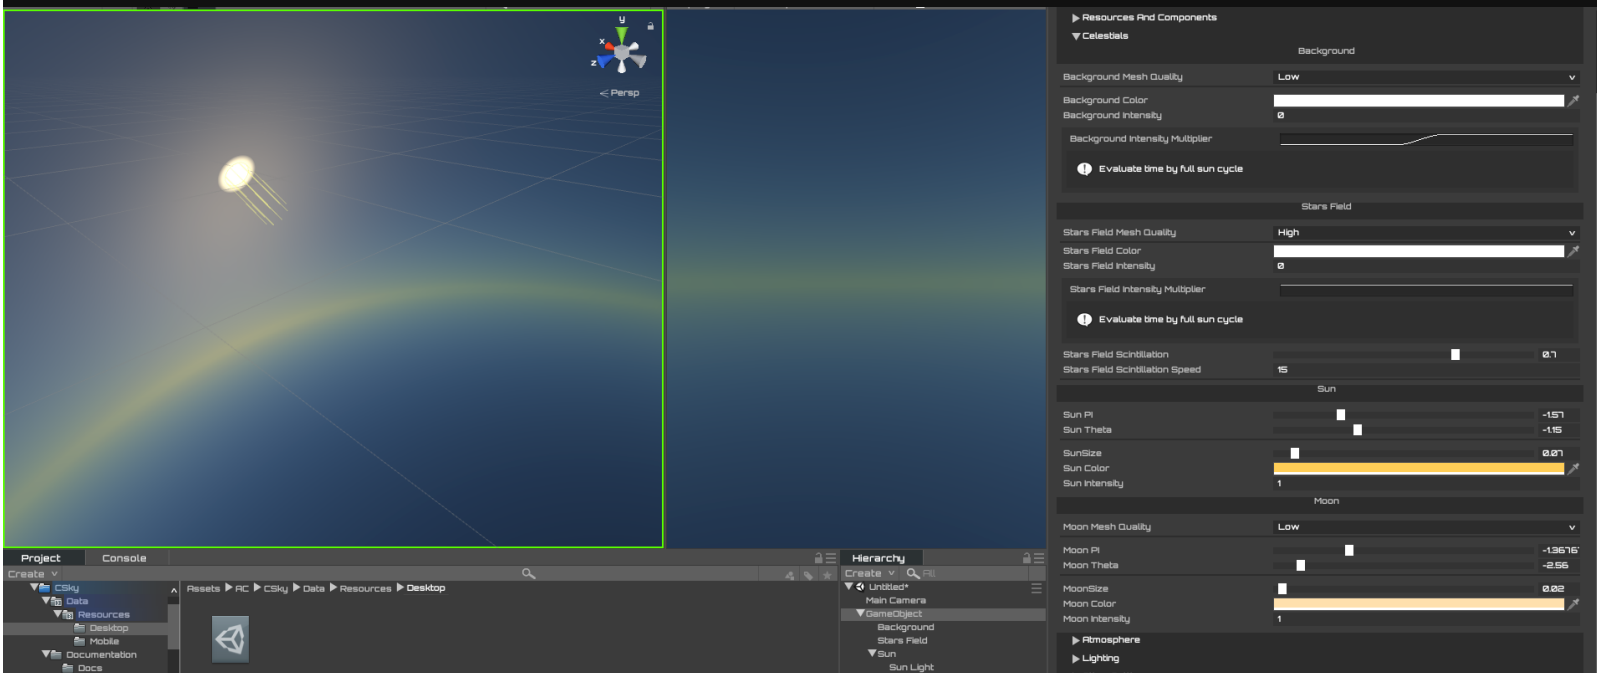 y
x
z
Persp
Resources And Components
Celestials
Background
Background Mesh Quality Low
Background Color
Background Intensity 0
Background Intensity Multiplier
Evaluate time by full sun cycle
Stars Field
Stars Field Mesh Quality High
Stars Field Color
Stars Field Intensity 0
Stars Field Intensity Multiplier
Evaluate time by full sun cycle
Stars Field Scintillation 0.7
Stars Field Scintillation Speed 15
Sun
Sun PI -1.57
Sun Theta -1.15
SunSize 0.07
Sun Color
Sun Intensity 1
Moon
Moon Mesh Quality Low
Moon PI -1.3676
Moon Theta -2.56
MoonSize 0.02
Moon Color
Moon Intensity 1
Atmosphere
Lighting
Project Console
Create
CSky
Data
Resources
Desktop
Mobile
Documentation
Docs
Assets AC CSky Data Resources Desktop
Hierarchy
Create All
Untitled*
Main Camera
GameObject
Background
Stars Field
Sun
Sun Light